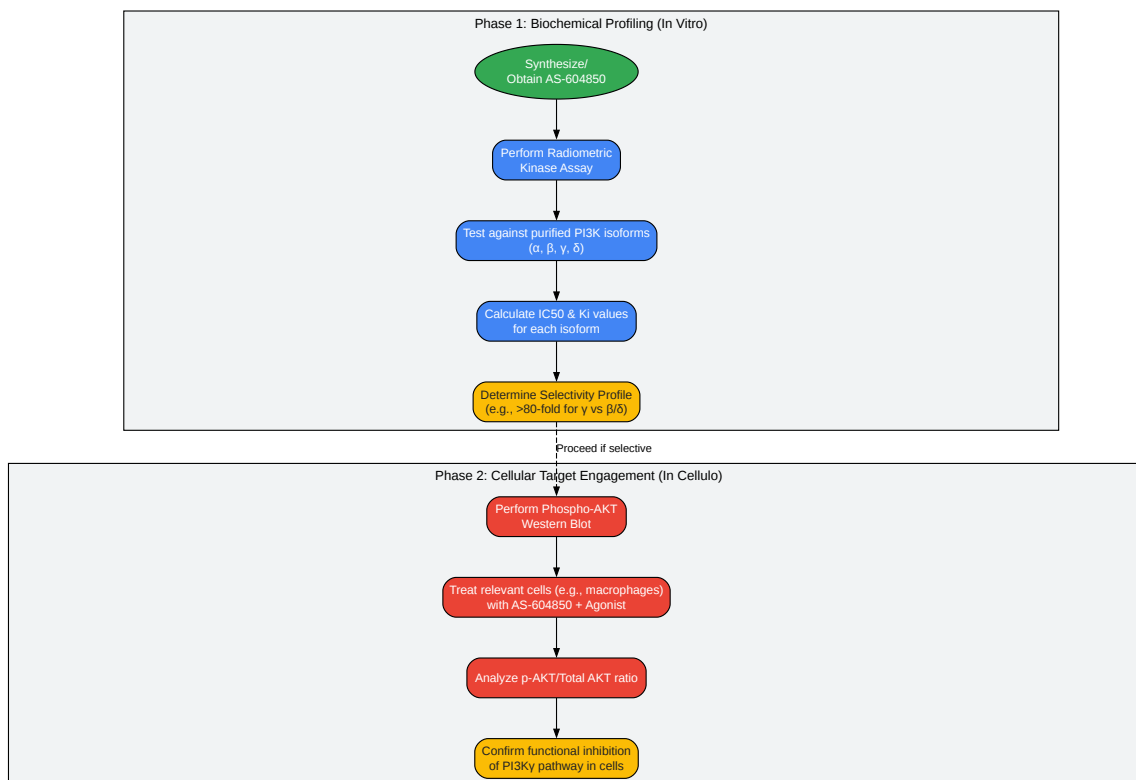 Phase 1: Biochemical Profiling (In Vitro)
Synthesize/
Obtain AS-604850
Perform Radiometric
Kinase Assay
Test against purified PI3K isoforms
(α, β, γ, δ)
Calculate IC50 & Ki values
for each isoform
Determine Selectivity Profile
(e.g., >80-fold for γ vs β/δ)
Proceed if selective
Phase 2: Cellular Target Engagement (In Cellulo)
Perform Phospho-AKT
Western Blot
Treat relevant cells (e.g., macrophages)
with AS-604850 + Agonist
Analyze p-AKT/Total AKT ratio
Confirm functional inhibition
of PI3Kγ pathway in cells